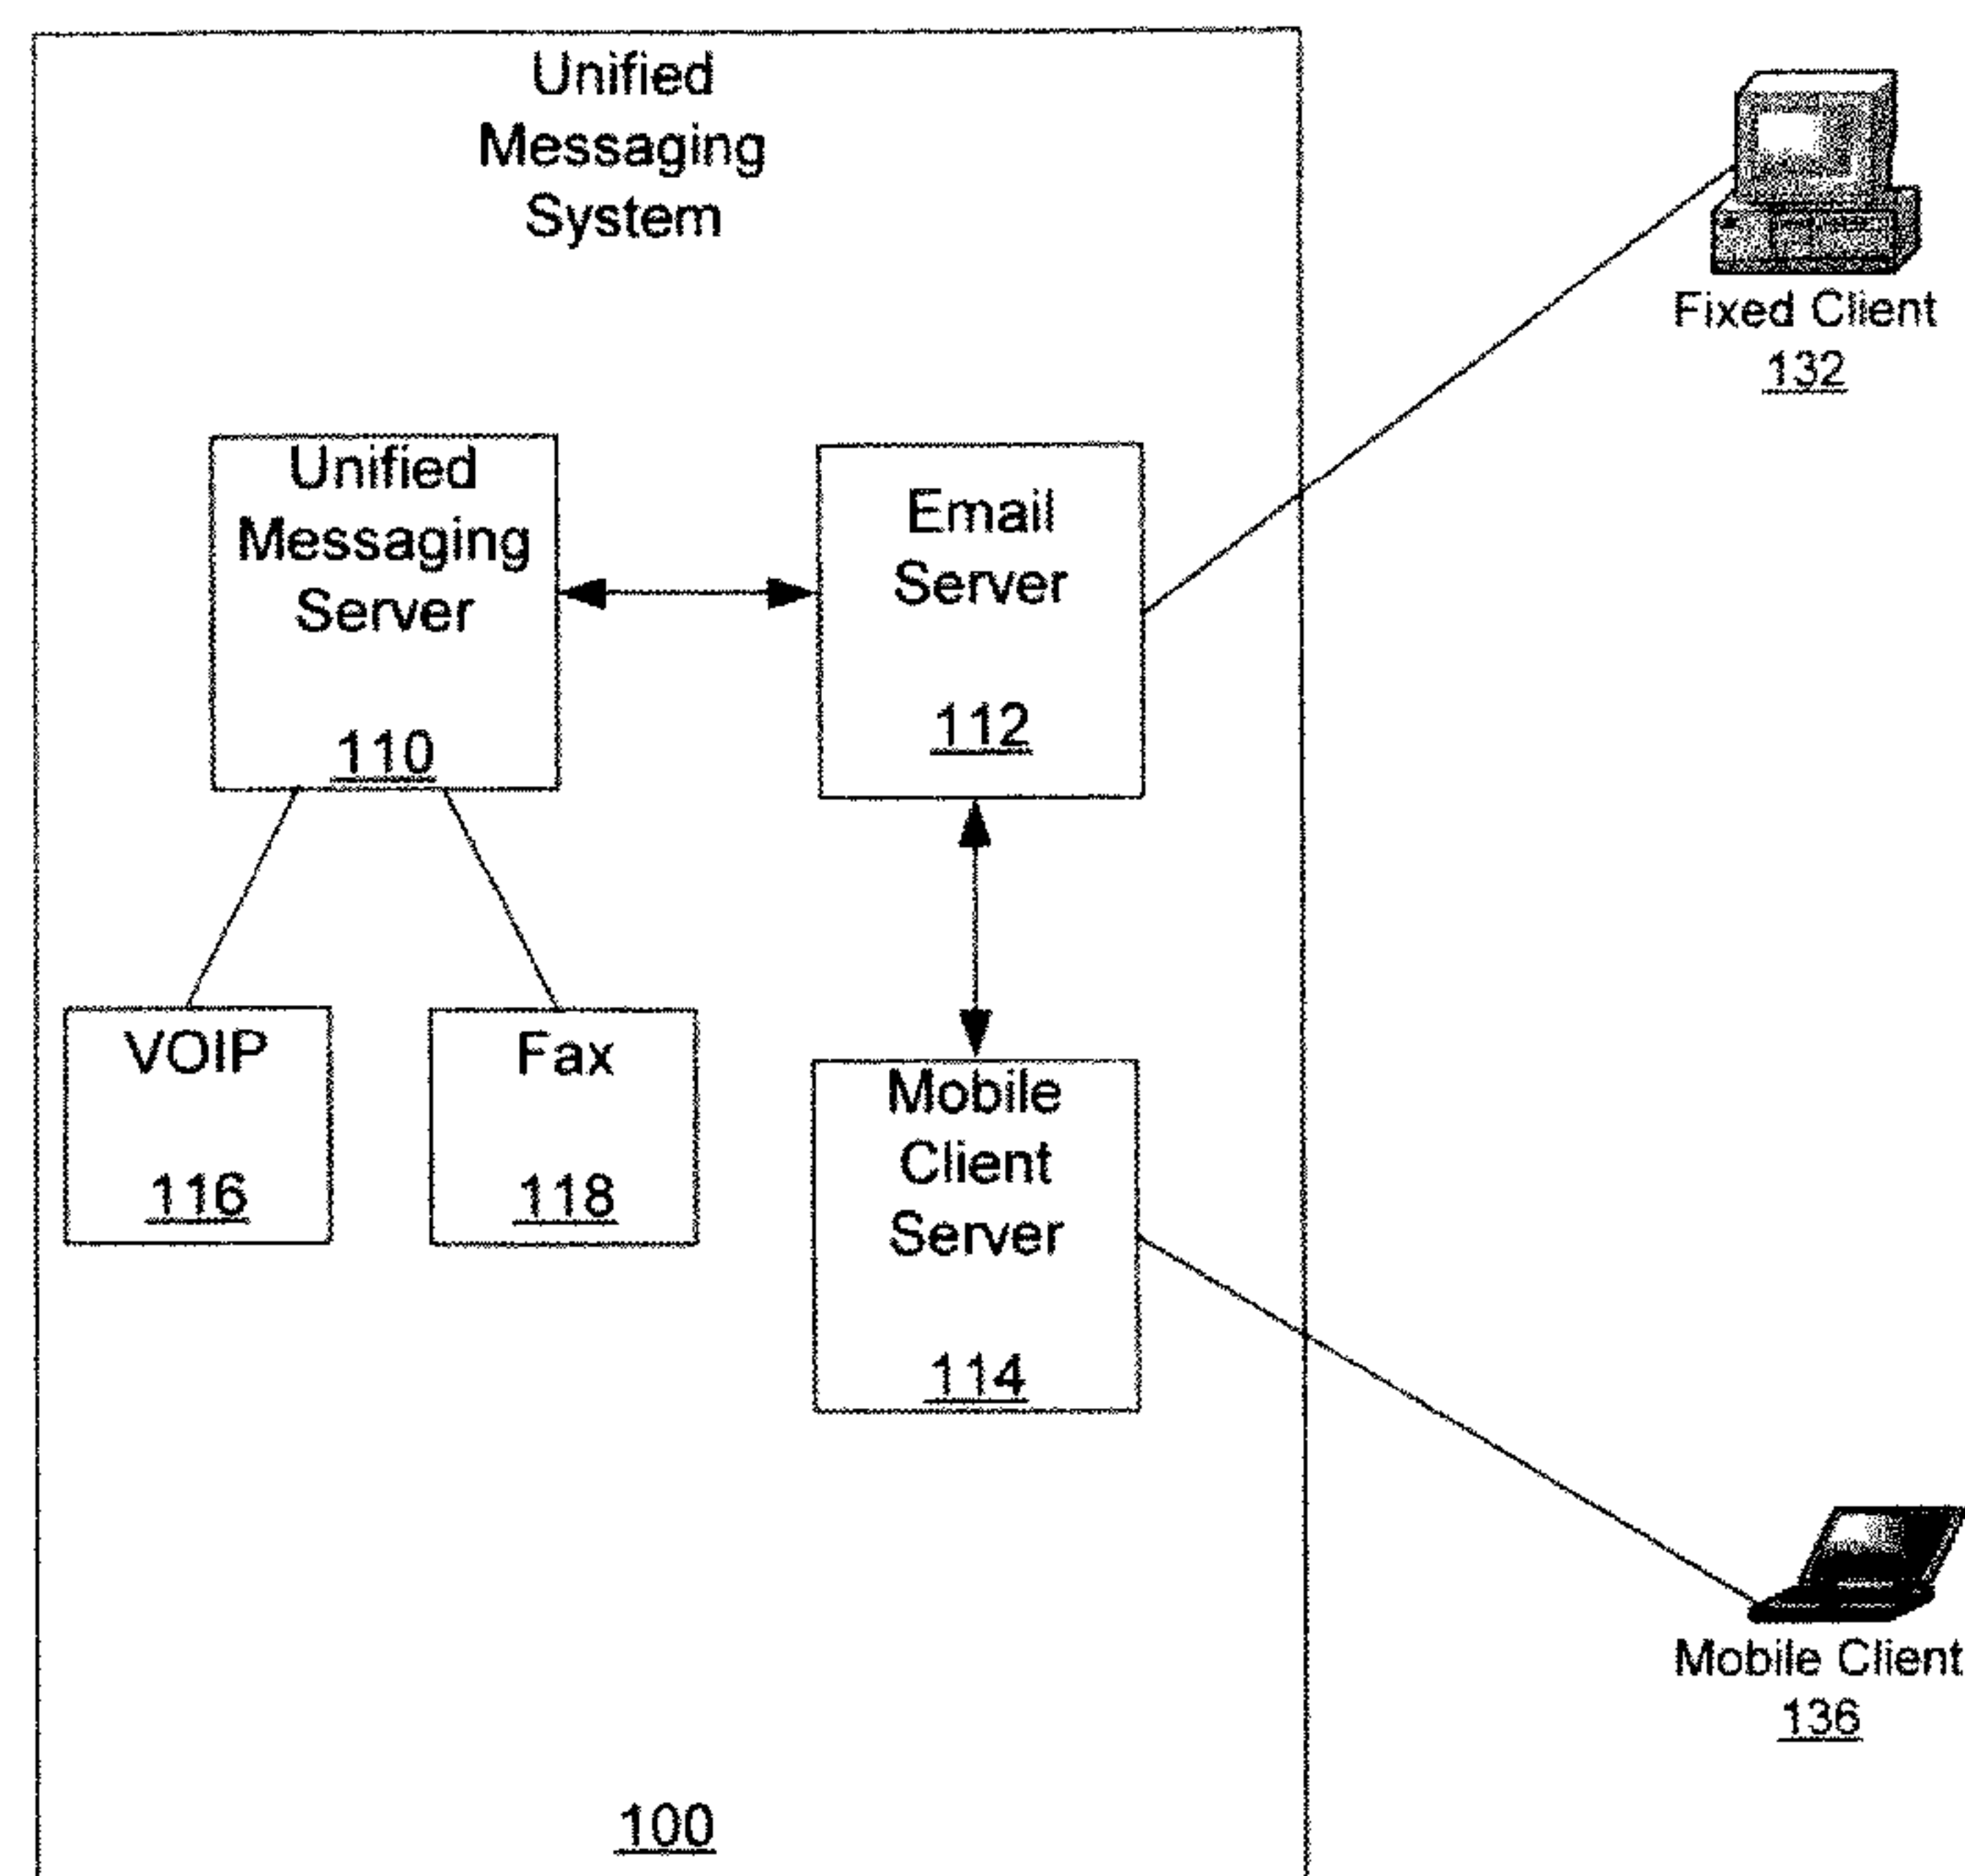 Unified
Messaging
System
Fixed Client
132
Unified
Messaging
Server
110
Email
Server
112
VOIP
116
Fax
118
Mobile
Client
Server
114
Mobile Client
136
100